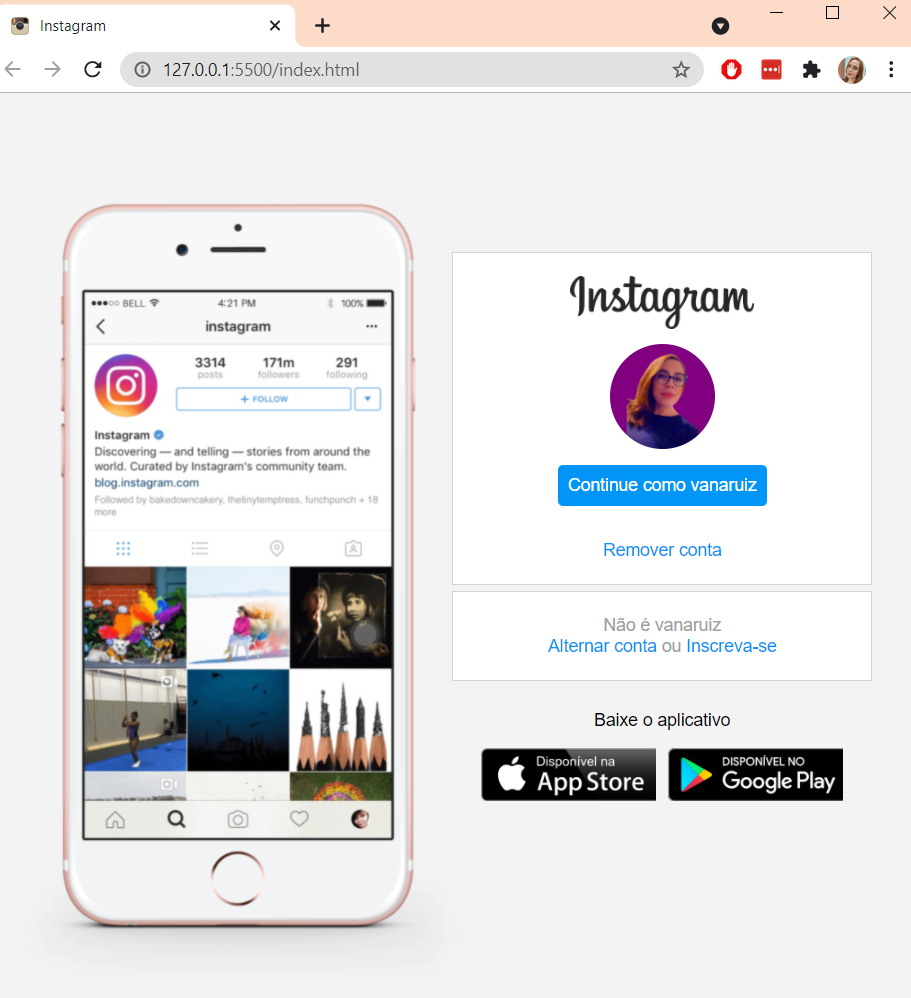 Instagram
127.0.0.1:5500/index.html
BELL 4:21 PM 100%
instagram
3314 171m 291
posts followers following
+ FOLLOW
Instagram
Discovering — and telling — stories from around the
world. Curated by Instagram's community team.
blog.instagram.com
Followed by bakedowncakery, thetinytemptress, funchpunch + 18
more
Instagram
Continue como vanaruiz
Remover conta
Não é vanaruiz
Alternar conta ou Inscreva-se
Baixe o aplicativo
Disponível na
App Store
DISPONÍVEL NO
Google Play